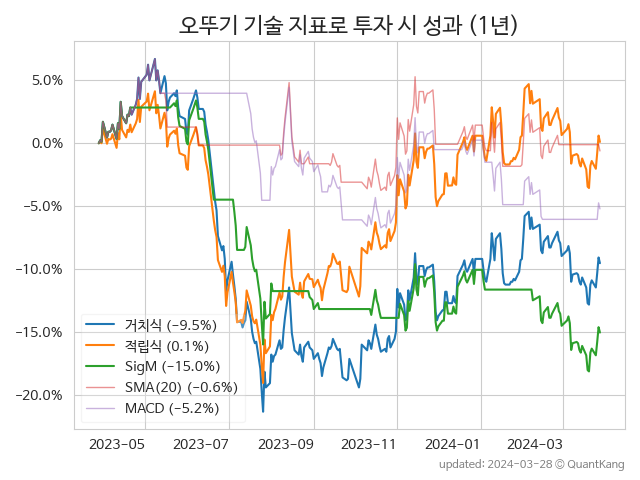 오뚜기 기술 지표로 투자 시 성과 (1년)
5.0%
0.0%
−5.0%
−10.0%
−15.0%
−20.0%
거치식 (−9.5%)
적립식 (0.1%)
SigM (−15.0%)
SMA(20) (−0.6%)
MACD (−5.2%)
2023-05 2023-07 2023-09 2023-11 2024-01 2024-03
updated: 2024-03-28 © QuantKang